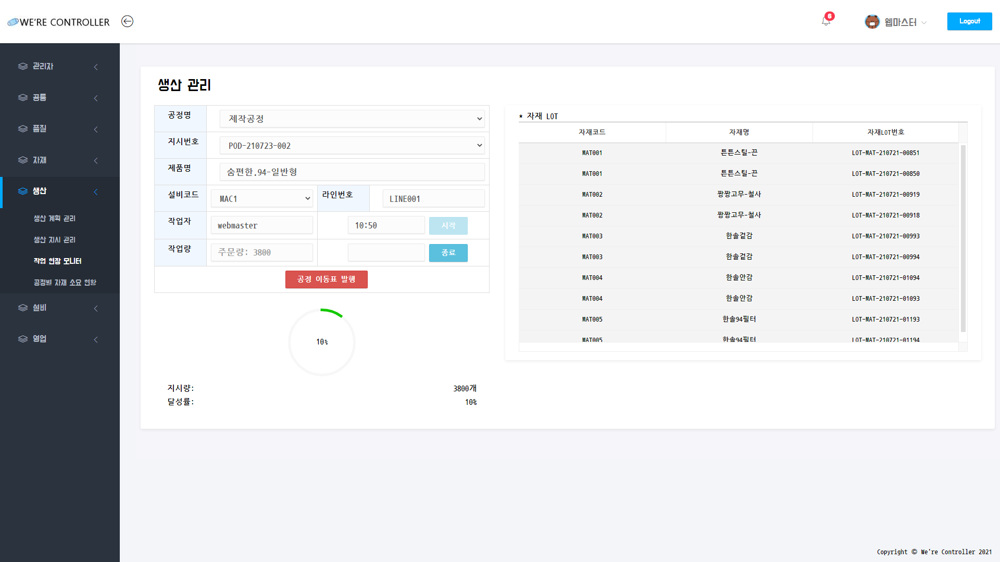 WE'RE CONTROLLER
6
웹마스터
Logout
관리자
공통
품질
자재
생산
생산 계획 관리
생산 지시 관리
작업 현장 모니터
공정별 자재 소요 현황
설비
영업
생산 관리
공정명
제작공정
지시번호
POD-210723-002
제품명
숨편한.94-일반형
설비코드
MAC1
라인번호
LINE001
작업자
webmaster
10:50
시작
작업량
주문량: 3800
종료
공정 이동표 발행
10%
지시량:
3800개
달성률:
10%
* 자재 LOT
자재코드 자재명 자재LOT번호
MAT001 튼튼스틸-끈 LOT-MAT-210721-00851
MAT001 튼튼스틸-끈 LOT-MAT-210721-00850
MAT002 짱짱고무-철사 LOT-MAT-210721-00919
MAT002 짱짱고무-철사 LOT-MAT-210721-00918
MAT003 한솔겉감 LOT-MAT-210721-00993
MAT003 한솔겉감 LOT-MAT-210721-00994
MAT004 한솔안감 LOT-MAT-210721-01094
MAT004 한솔안감 LOT-MAT-210721-01093
MAT005 한솔94필터 LOT-MAT-210721-01193
MAT005 한솔94필터 LOT-MAT-210721-01194
Copyright © We're Controller 2021